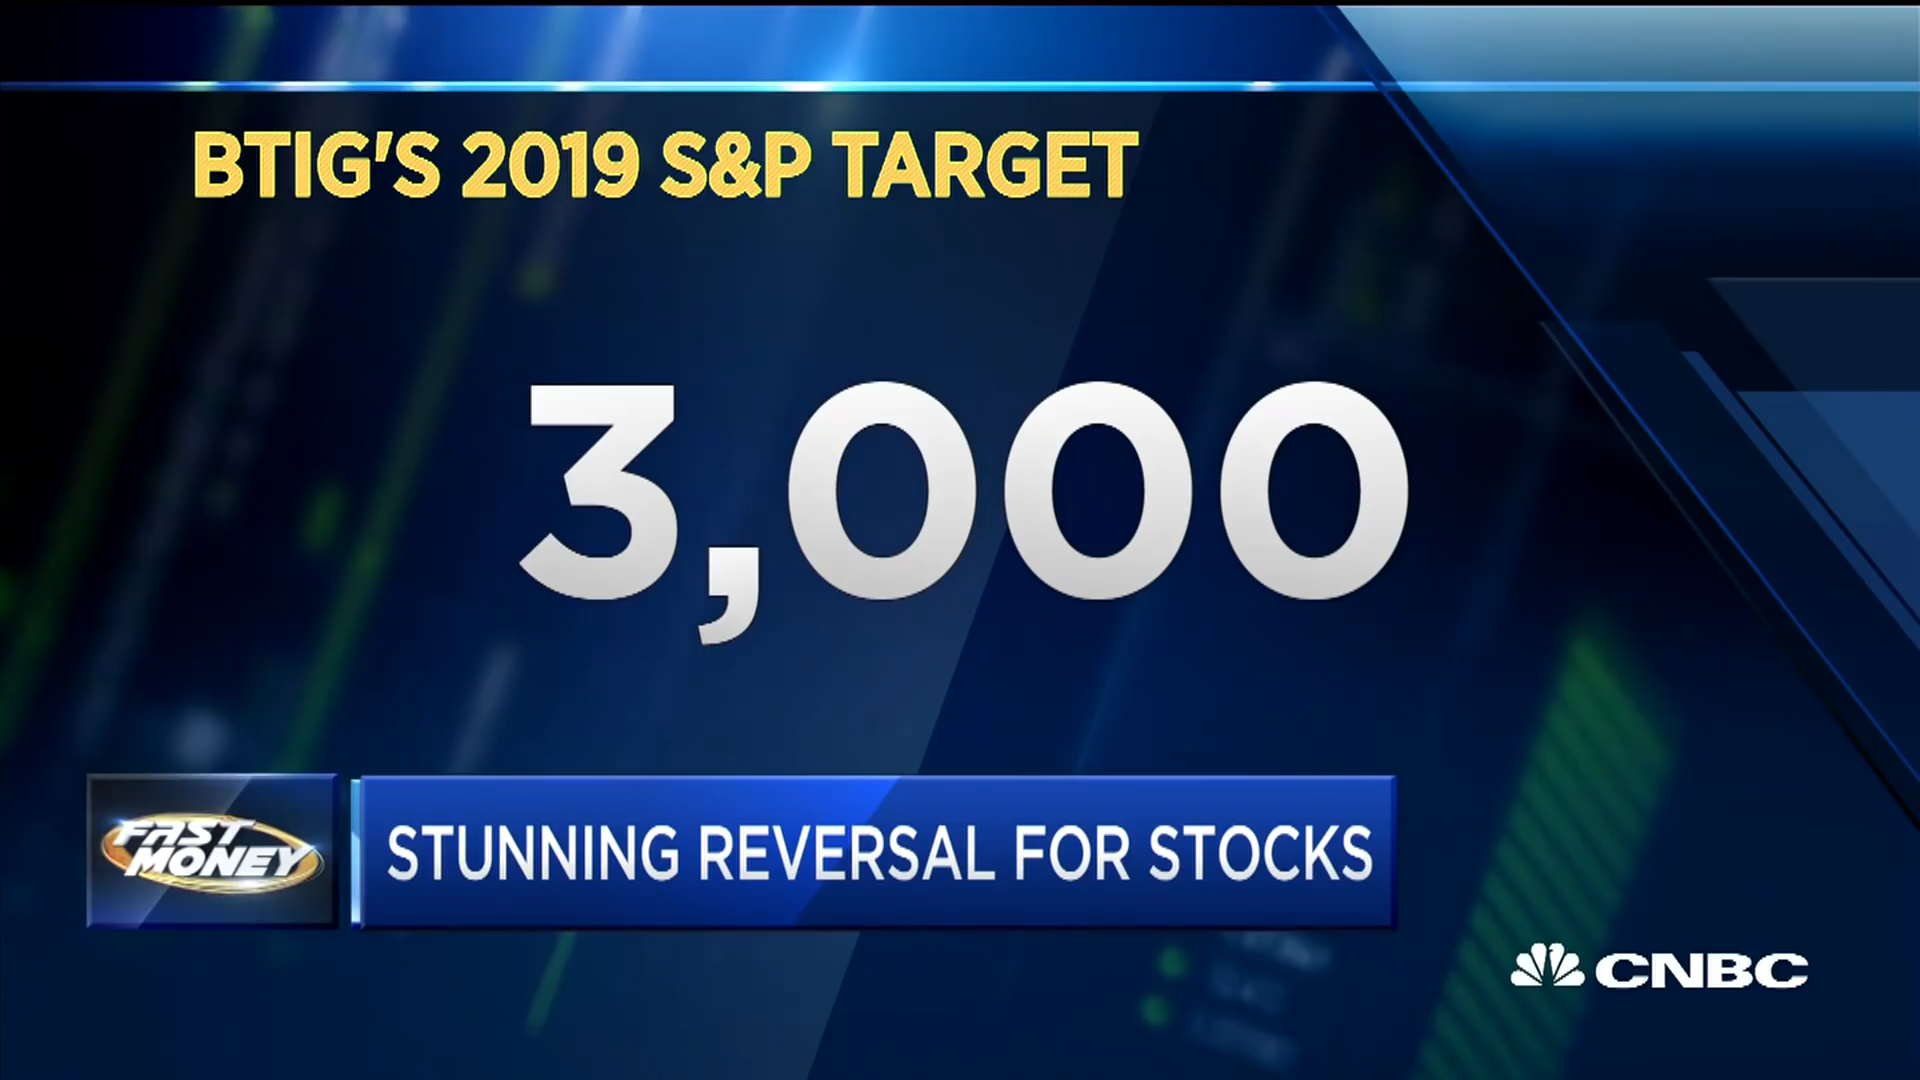 BTIG'S 2019 S&P TARGET
3,000
FAST
MONEY
STUNNING REVERSAL FOR STOCKS
CNBC